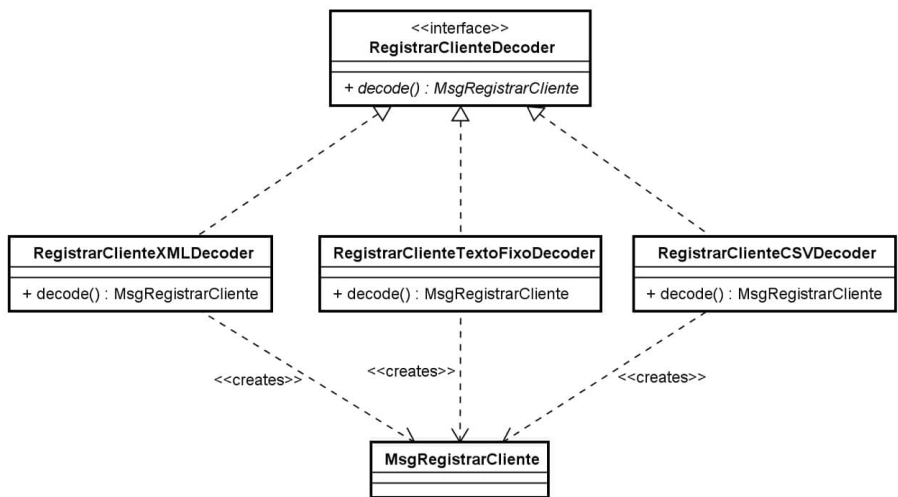 <<interface>>
RegistrarClienteDecoder
+ decode() : MsgRegistrarCliente
RegistrarClienteXMLDecoder
+ decode() : MsgRegistrarCliente
RegistrarClienteTextoFixoDecoder
+ decode() : MsgRegistrarCliente
RegistrarClienteCSVDecoder
+ decode() : MsgRegistrarCliente
<<creates>>
<<creates>>
<<creates>>
MsgRegistrarCliente